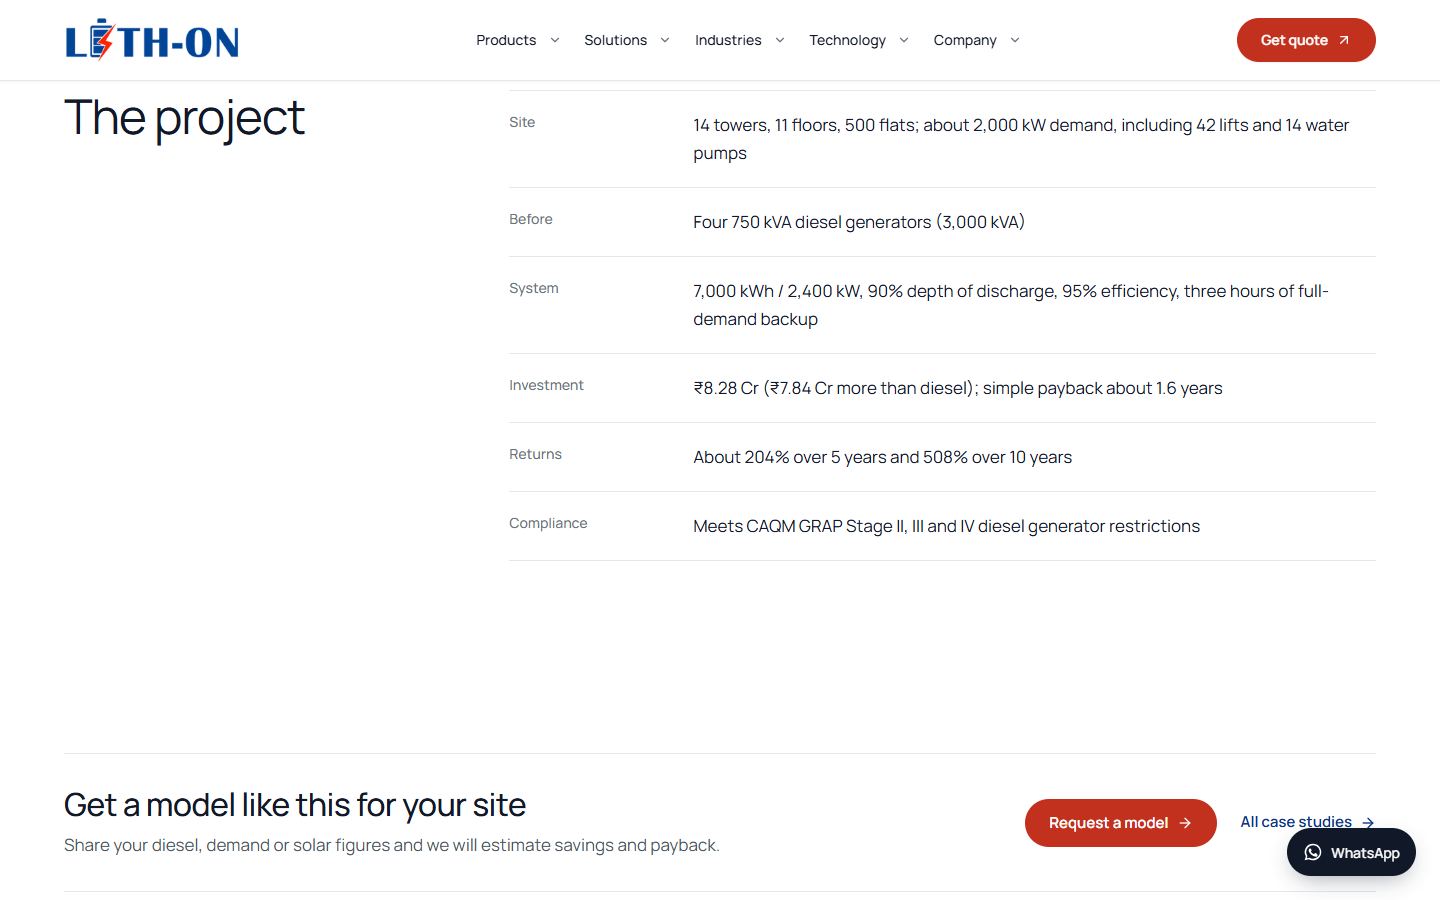 LITH-ON
Products
Solutions
Industries
Technology
Company
Get quote
The project
Site
14 towers, 11 floors, 500 flats; about 2,000 kW demand, including 42 lifts and 14 water
pumps
Before
Four 750 kVA diesel generators (3,000 kVA)
System
7,000 kWh / 2,400 kW, 90% depth of discharge, 95% efficiency, three hours of full-
demand backup
Investment
₹8.28 Cr (₹7.84 Cr more than diesel); simple payback about 1.6 years
Returns
About 204% over 5 years and 508% over 10 years
Compliance
Meets CAQM GRAP Stage II, III and IV diesel generator restrictions
Get a model like this for your site
Share your diesel, demand or solar figures and we will estimate savings and payback.
Request a model
All case studies
WhatsApp